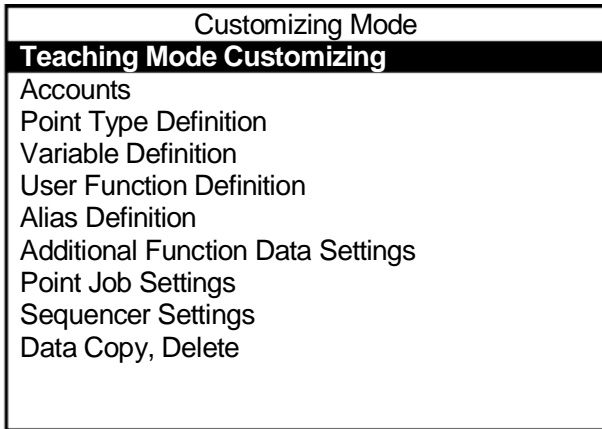 Customizing Mode
Teaching Mode Customizing
Accounts
Point Type Definition
Variable Definition
User Function Definition
Alias Definition
Additional Function Data Settings
Point Job Settings
Sequencer Settings
Data Copy, Delete